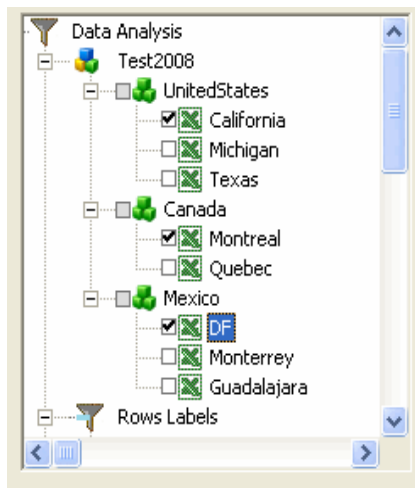 Data Analysis
Test2008
UnitedStates
California
Michigan
Texas
Canada
Montreal
Quebec
Mexico
DF
Monterrey
Guadalajara
Rows Labels